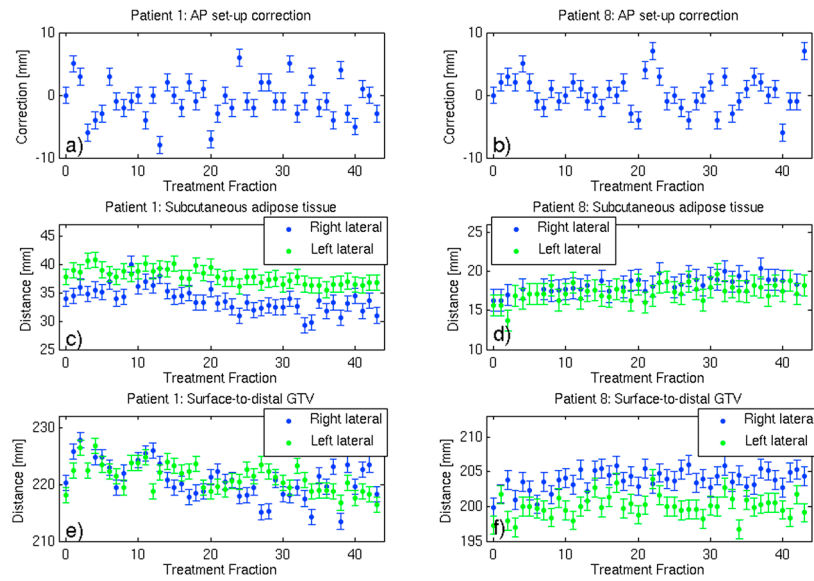 Patient 1: AP set-up correction
10
0
-10
Correction [mm]
a)
0 10 20 30 40
Treatment Fraction
Patient 8: AP set-up correction
10
0
-10
Correction [mm]
b)
0 10 20 30 40
Treatment Fraction
Patient 1: Subcutaneous adipose tissue
Right lateral
Left lateral
45
40
35
30
25
Distance [mm]
c)
0 10 20 30 40
Treatment Fraction
Patient 8: Subcutaneous adipose tissue
Right lateral
Left lateral
25
20
15
10
Distance [mm]
d)
0 10 20 30 40
Treatment Fraction
Patient 1: Surface-to-distal GTV
Right lateral
Left lateral
230
220
210
Distance [mm]
e)
0 10 20 30 40
Treatment Fraction
Patient 8: Surface-to-distal GTV
Right lateral
Left lateral
210
205
200
195
Distance [mm]
f)
0 10 20 30 40
Treatment Fraction